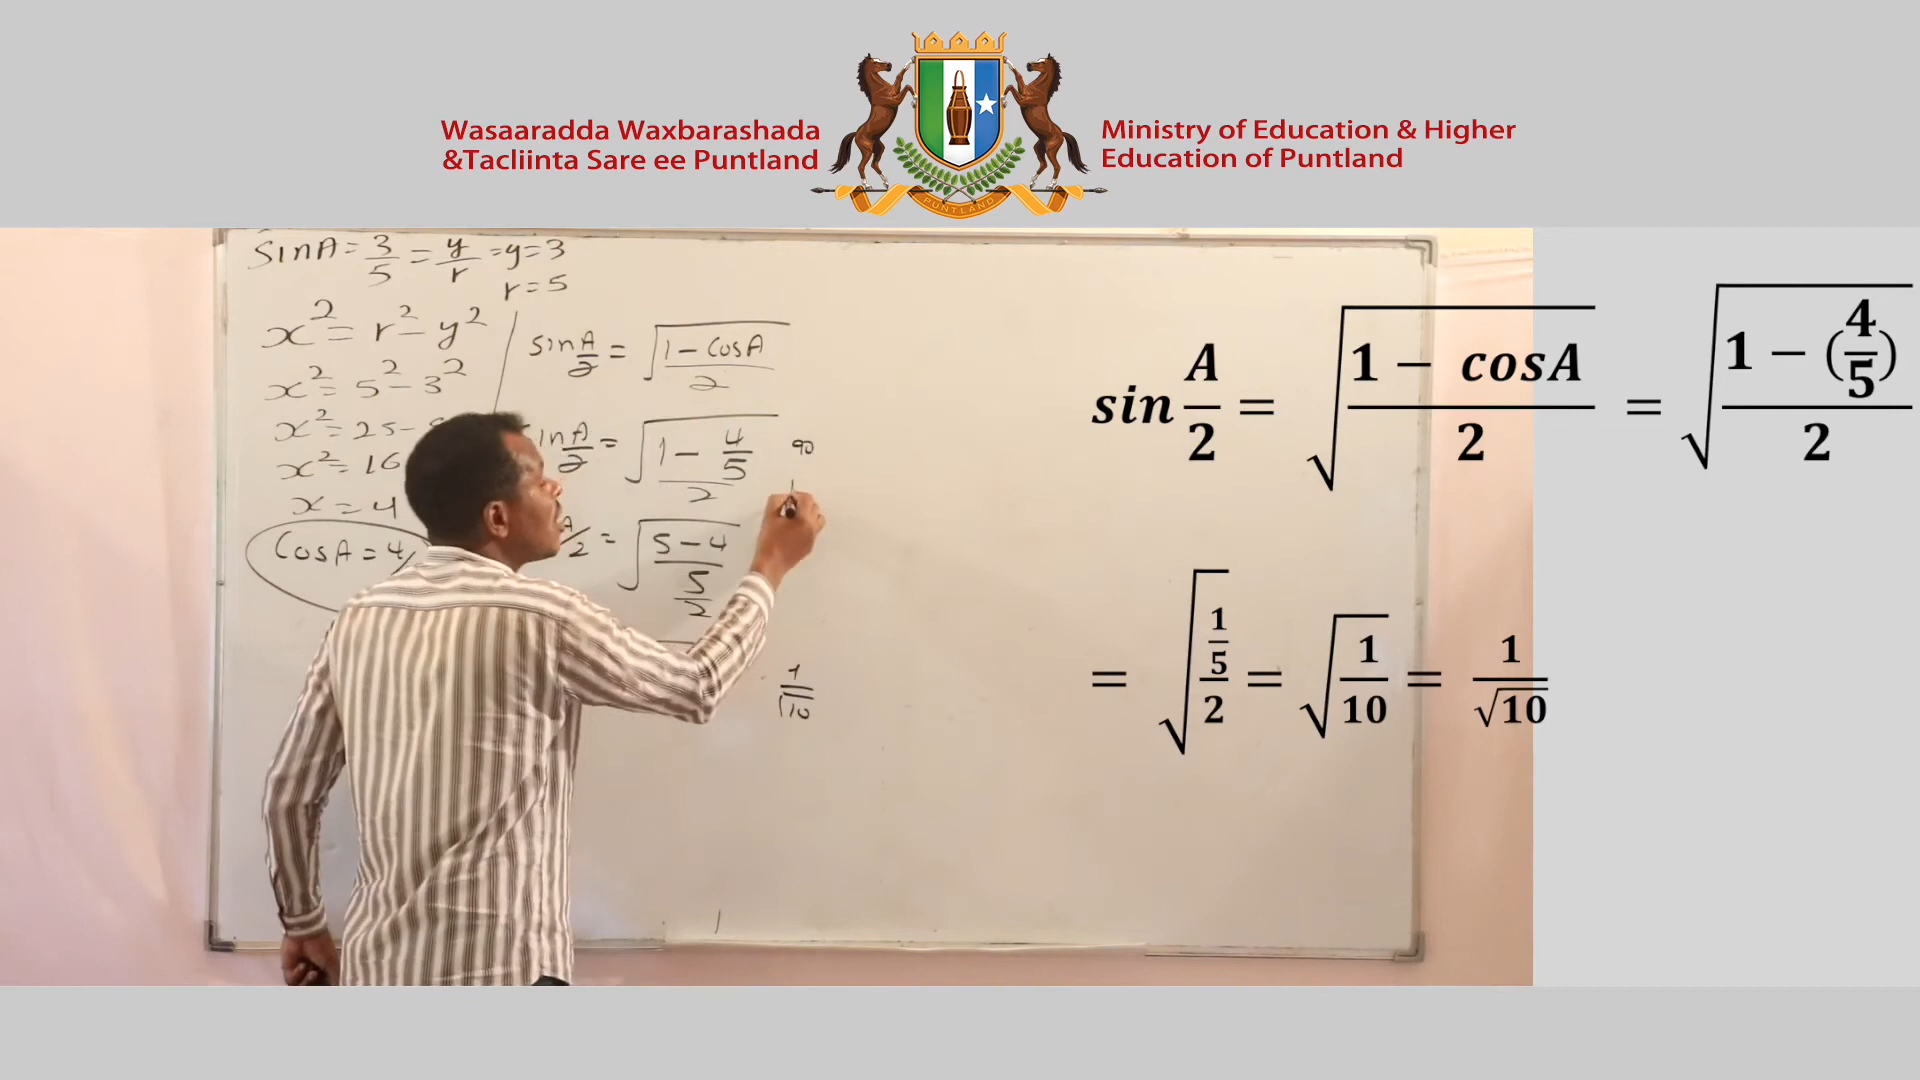 Wasaaradda Waxbarashada
&Tacliinta Sare ee Puntland
PUNTLAND
Ministry of Education & Higher
Education of Puntland
sinA = 3/5 = y/r = y = 3
r = 5
x² = r² - y²
x² = 5² - 3²
x² = 25 -
x² = 16
x = 4
CosA = 4/
sin A/2 = √((1 - CosA)/2)
inA/2 = √((1 - 4/5)/2)
90
A/2 = √((5-4)/5/2)
1/√10
sin A/2 = √((1 - cosA)/2) = √((1 - (4/5))/2)
= √((1/5)/2) = √(1/10) = 1/√10